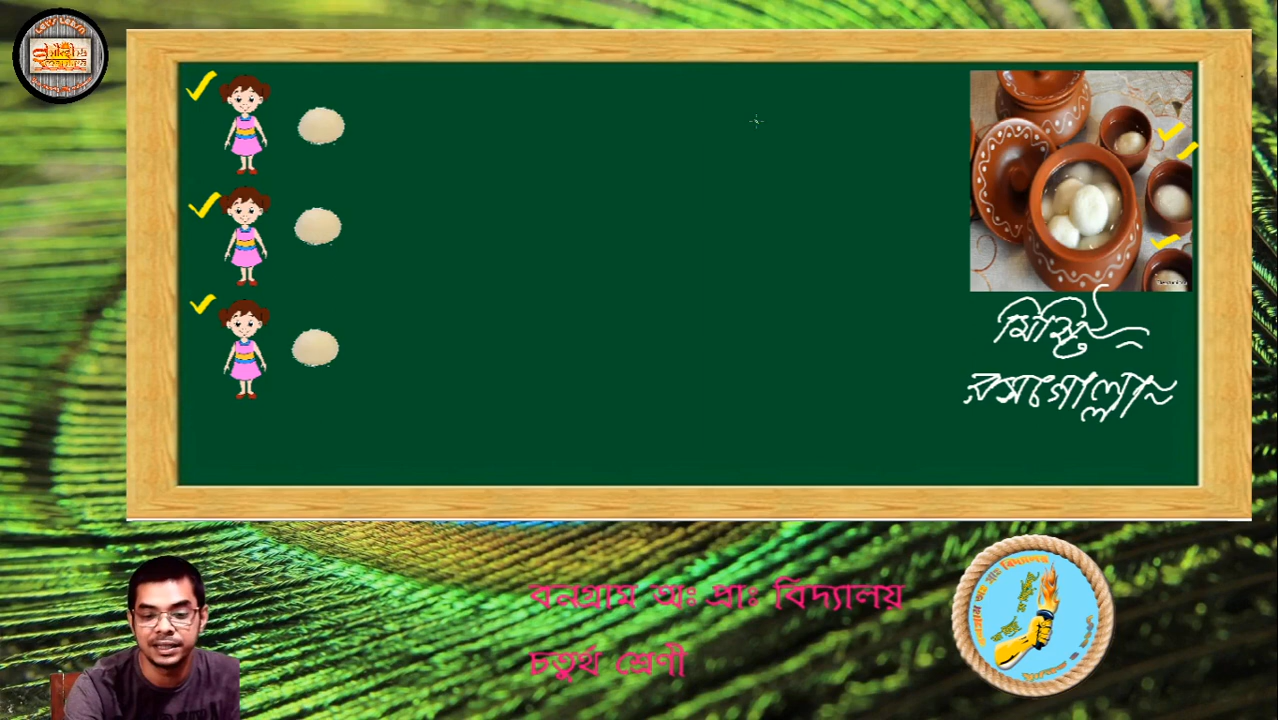 মিষ্টি
রসগোল্লা
বনগ্রাম অঃ প্রাঃ বিদ্যালয়
চতুর্থ শ্রেণী